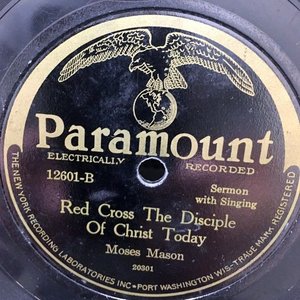 Paramount
ELECTRICALLY RECORDED
12601-B
Sermon
with Singing
Red Cross The Disciple
Of Christ Today
Moses Mason
20301
THE NEW YORK RECORDING LABORATORIES INC • PORT WASHINGTON WIS. - TRADE MARK REGISTERED